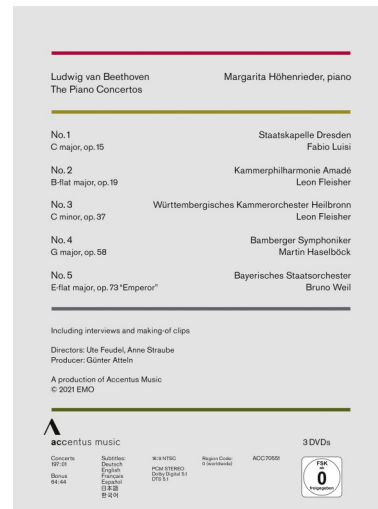 Ludwig van Beethoven Margarita Höhenrieder, piano
The Piano Concertos
No. 1 Staatskapelle Dresden
C major, op. 15 Fabio Luisi
No. 2 Kammerphilharmonie Amadé
B-flat major, op. 19 Leon Fleisher
No. 3 Württembergisches Kammerorchester Heilbronn
C minor, op. 37 Leon Fleisher
No. 4 Bamberger Symphoniker
G major, op. 58 Martin Haselböck
No. 5 Bayerisches Staatsorchester
E-flat major, op. 73 "Emperor" Bruno Weil
Including interviews and making-of clips
Directors: Ute Feudel, Anne Straube
Producer: Günter Atteln
A production of Accentus Music
© 2021 EMO
accentus music 3 DVDs
Concerts
197:01
Bonus
64:44
Subtitles:
Deutsch
English
Français
Español
日本語
한국어
16:9 NTSC
PCM STEREO
Dolby Digital 5.1
DTS 5.1
Region Code:
0 (worldwide)
ACC70551
FSK
ab
0
freigegeben